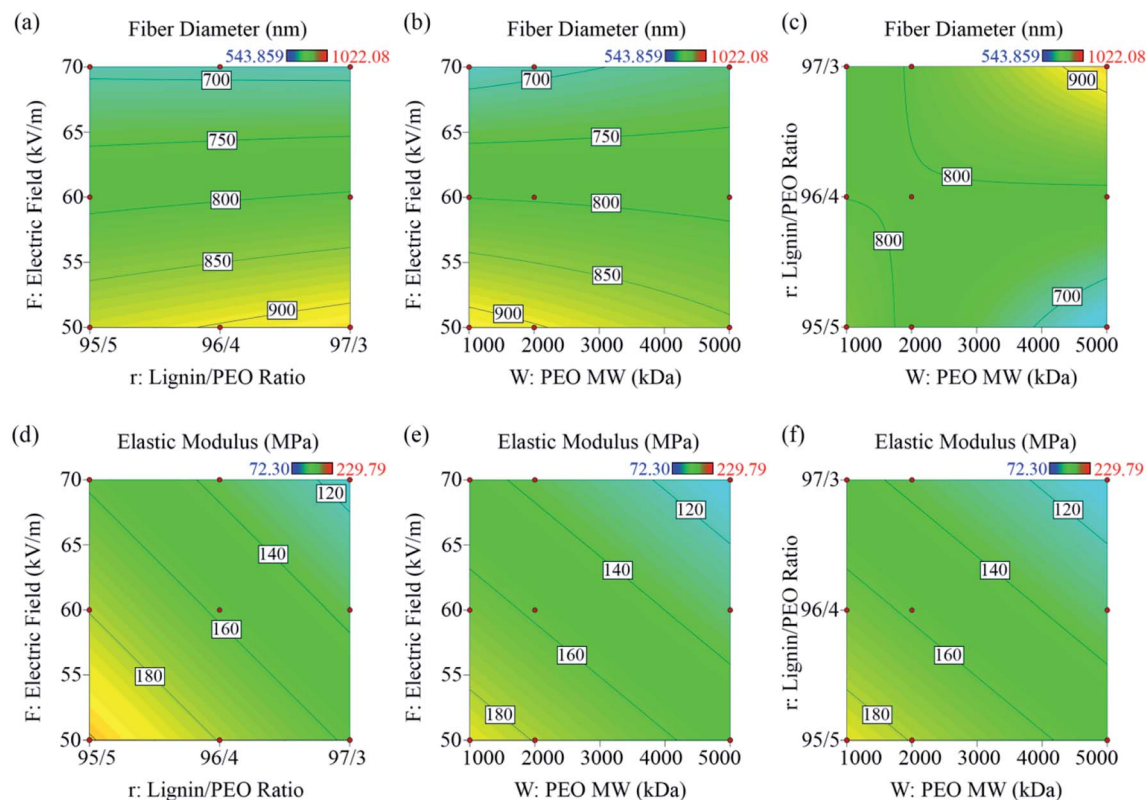 (a)
Fiber Diameter (nm)
543.859 1022.08
F: Electric Field (kV/m)
70
65
60
55
50
700
750
800
850
900
95/5 96/4 97/3
r: Lignin/PEO Ratio
(b)
Fiber Diameter (nm)
543.859 1022.08
F: Electric Field (kV/m)
70
65
60
55
50
700
750
800
850
900
1000 2000 3000 4000 5000
W: PEO MW (kDa)
(c)
Fiber Diameter (nm)
543.859 1022.08
r: Lignin/PEO Ratio
97/3
96/4
95/5
900
800
800
700
1000 2000 3000 4000 5000
W: PEO MW (kDa)
(d)
Elastic Modulus (MPa)
72.30 229.79
F: Electric Field (kV/m)
70
65
60
55
50
120
140
160
180
95/5 96/4 97/3
r: Lignin/PEO Ratio
(e)
Elastic Modulus (MPa)
72.30 229.79
F: Electric Field (kV/m)
70
65
60
55
50
120
140
160
180
1000 2000 3000 4000 5000
W: PEO MW (kDa)
(f)
Elastic Modulus (MPa)
72.30 229.79
r: Lignin/PEO Ratio
97/3
96/4
95/5
120
140
160
180
1000 2000 3000 4000 5000
W: PEO MW (kDa)